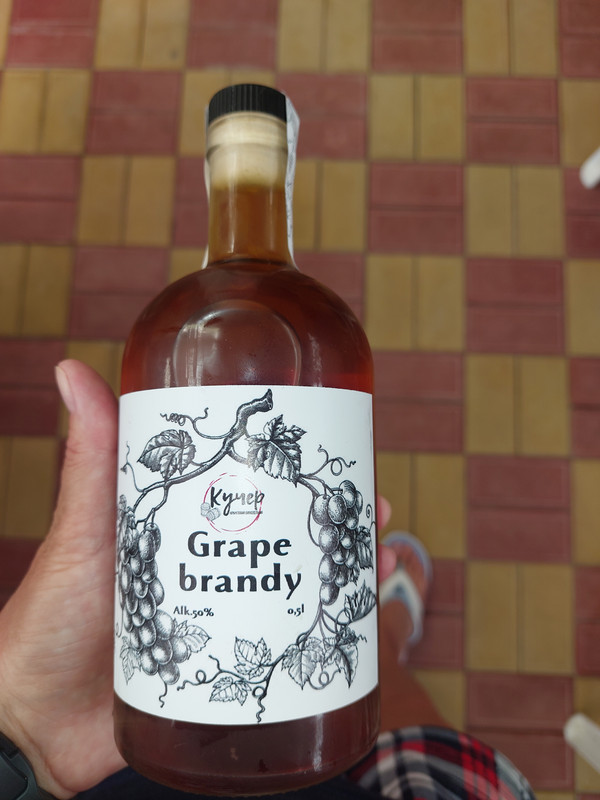 Кучер
Grape
brandy
Alk.50% 0,5l